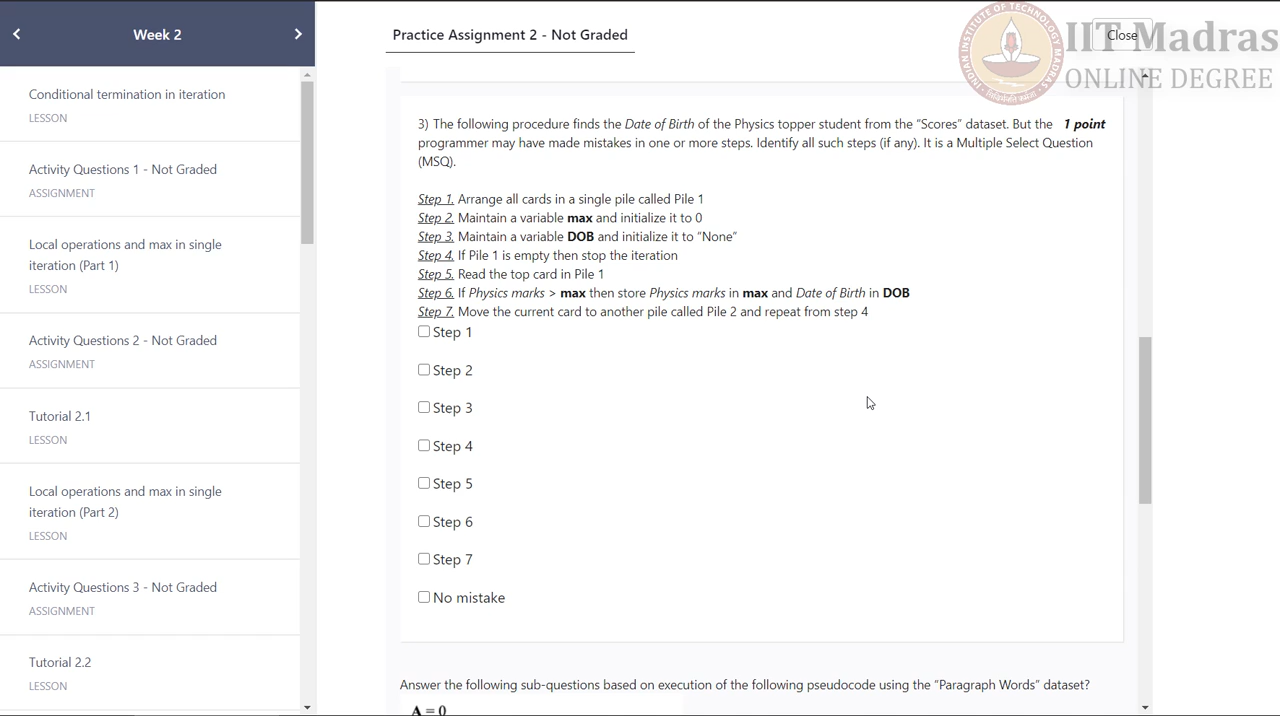 Week 2
Conditional termination in iteration
LESSON
Activity Questions 1 - Not Graded
ASSIGNMENT
Local operations and max in single
iteration (Part 1)
LESSON
Activity Questions 2 - Not Graded
ASSIGNMENT
Tutorial 2.1
LESSON
Local operations and max in single
iteration (Part 2)
LESSON
Activity Questions 3 - Not Graded
ASSIGNMENT
Tutorial 2.2
LESSON
Practice Assignment 2 - Not Graded
Close
IIT Madras
ONLINE DEGREE
INDIAN INSTITUTE OF TECHNOLOGY MADRAS
3) The following procedure finds the Date of Birth of the Physics topper student from the “Scores” dataset. But the 1 point
programmer may have made mistakes in one or more steps. Identify all such steps (if any). It is a Multiple Select Question
(MSQ).
Step 1. Arrange all cards in a single pile called Pile 1
Step 2. Maintain a variable max and initialize it to 0
Step 3. Maintain a variable DOB and initialize it to “None”
Step 4. If Pile 1 is empty then stop the iteration
Step 5. Read the top card in Pile 1
Step 6. If Physics marks > max then store Physics marks in max and Date of Birth in DOB
Step 7. Move the current card to another pile called Pile 2 and repeat from step 4
Step 1
Step 2
Step 3
Step 4
Step 5
Step 6
Step 7
No mistake
Answer the following sub-questions based on execution of the following pseudocode using the “Paragraph Words” dataset?
A = 0